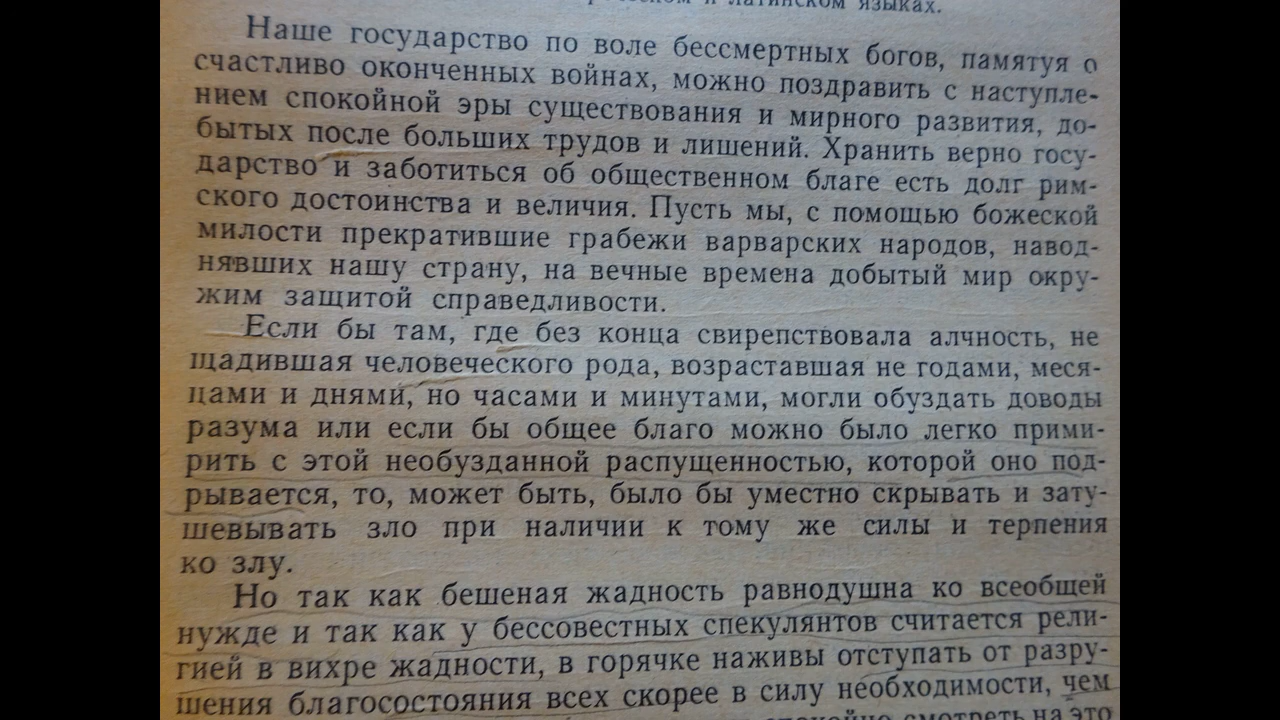 и латинском языках.
Наше государство по воле бессмертных богов, памятуя о
счастливо оконченных войнах, можно поздравить с наступле-
нием спокойной эры существования и мирного развития, до-
бытых после больших трудов и лишений. Хранить верно госу-
дарство и заботиться об общественном благе есть долг рим-
ского достоинства и величия. Пусть мы, с помощью божеской
милости прекратившие грабежи варварских народов, навод-
нявших нашу страну, на вечные времена добытый мир окру-
жим защитой справедливости.
Если бы там, где без конца свирепствовала алчность, не
щадившая человеческого рода, возраставшая не годами, меся-
цами и днями, но часами и минутами, могли обуздать доводы
разума или если бы общее благо можно было легко прими-
рить с этой необузданной распущенностью, которой оно под-
рывается, то, может быть, было бы уместно скрывать и зату-
шевывать зло при наличии к тому же силы и терпения
ко злу.
Но так как бешеная жадность равнодушна ко всеобщей
нужде и так как у бессовестных спекулянтов считается рели-
гией в вихре жадности, в горячке наживы отступать от разру-
шения благосостояния всех скорее в силу необходимости, чем
спокойно смотреть на это